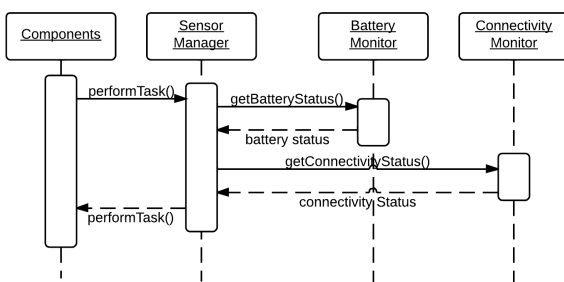 Components
Sensor
Manager
Battery
Monitor
Connectivity
Monitor
performTask()
getBatteryStatus()
battery status
getConnectivityStatus()
connectivity Status
performTask()